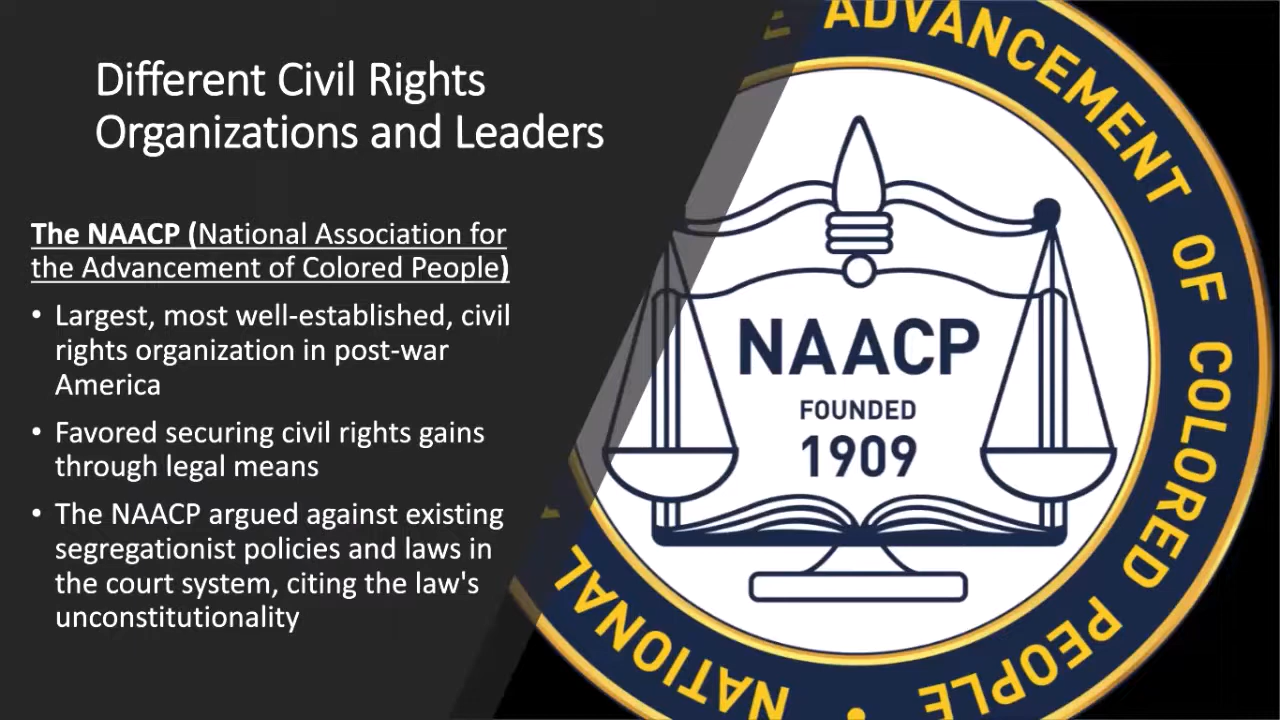 Different Civil Rights
Organizations and Leaders
The NAACP (National Association for
the Advancement of Colored People)
• Largest, most well-established, civil
rights organization in post-war
America
• Favored securing civil rights gains
through legal means
• The NAACP argued against existing
segregationist policies and laws in
the court system, citing the law's
unconstitutionality
NATIONAL
ADVANCEMENT OF COLORED PEOPLE •
NAACP
FOUNDED
1909